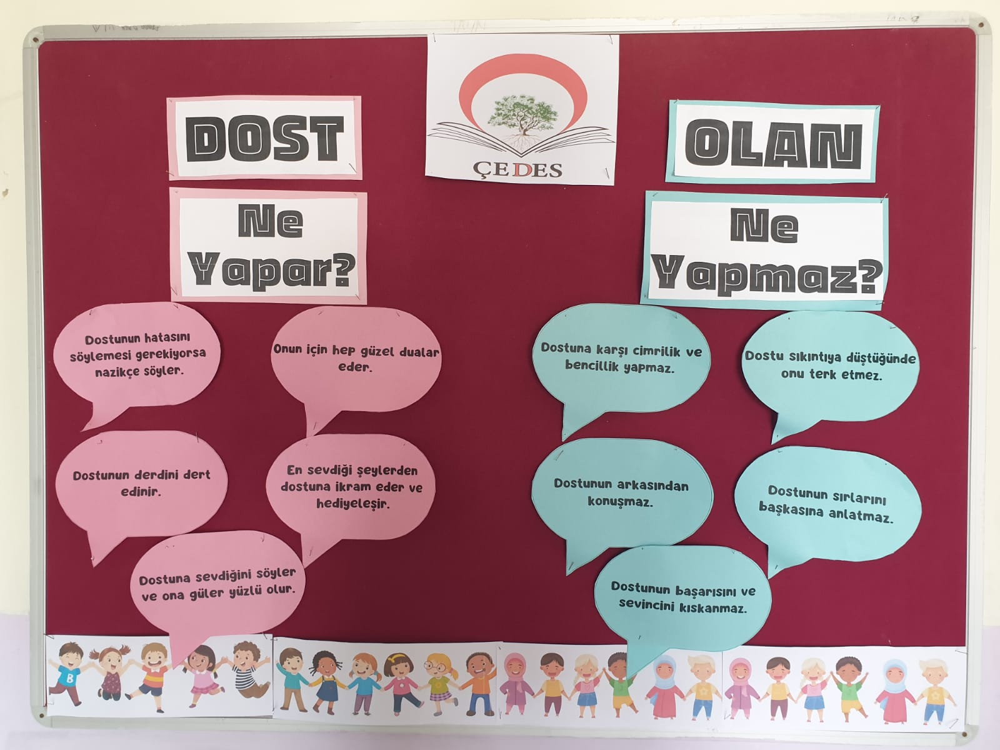 DOST
Ne
Yapar?
ÇEDES
OLAN
Ne
Yapmaz?
Dostunun hatasını
söylemesi gerekiyorsa
nazikçe söyler.
Onun için hep güzel dualar
eder.
Dostunun derdini dert
edinir.
En sevdiği şeylerden
dostuna ikram eder ve
hediyeleşir.
Dostuna sevdiğini söyler
ve ona güler yüzlü olur.
Dostuna karşı cimrilik ve
bencillik yapmaz.
Dostu sıkıntıya düştüğünde
onu terk etmez.
Dostunun arkasından
konuşmaz.
Dostunun sırlarını
başkasına anlatmaz.
Dostunun başarısını ve
sevincini kıskanmaz.
B